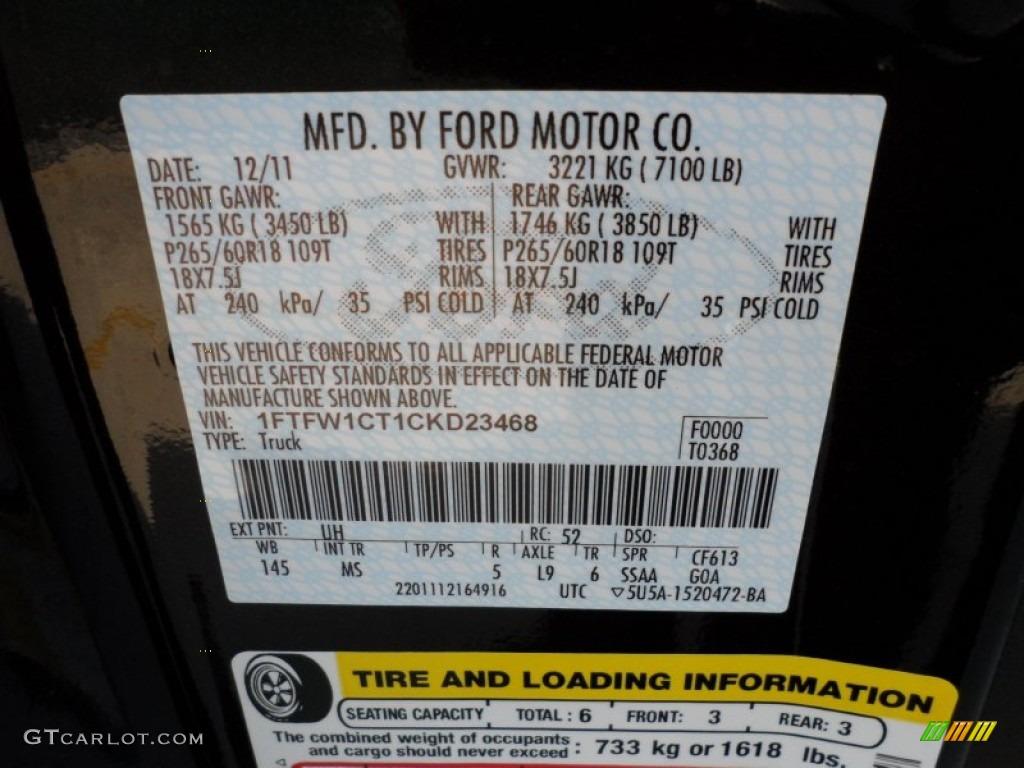 MFD. BY FORD MOTOR CO.
DATE: 12/11 GVWR: 3221 KG ( 7100 LB)
FRONT GAWR: REAR GAWR:
1565 KG ( 3450 LB) WITH 1746 KG ( 3850 LB) WITH
P265/60R18 109T TIRES P265/60R18 109T TIRES
18X7.5J RIMS 18X7.5J RIMS
AT 240 kPa/ 35 PSI COLD AT 240 kPa/ 35 PSI COLD
THIS VEHICLE CONFORMS TO ALL APPLICABLE FEDERAL MOTOR
VEHICLE SAFETY STANDARDS IN EFFECT ON THE DATE OF
MANUFACTURE SHOWN ABOVE.
VIN: 1FTFW1CT1CKD23468
TYPE: Truck
F0000
T0368
EXT PNT: UH RC: 52 DSO:
WB INT TR TP/PS R AXLE TR SPR CF613
145 MS 5 L9 6 SSAA GOA
2201112164916 UTC ▽5U5A-1520472-BA
TIRE AND LOADING INFORMATION
SEATING CAPACITY TOTAL : 6 FRONT: 3 REAR: 3
The combined weight of occupants
and cargo should never exceed : 733 kg or 1618 lbs.
GTCARLOT.COM